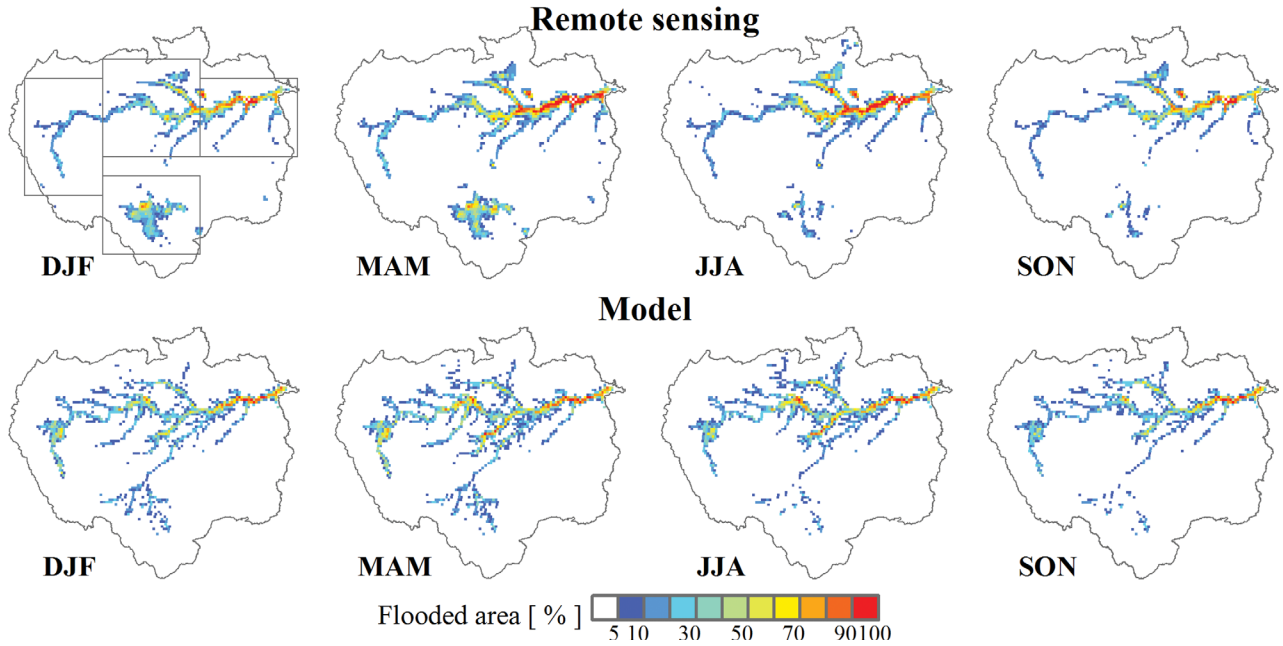 Remote sensing
DJF MAM JJA SON
Model
DJF MAM JJA SON
Flooded area [ % ]
5 10 30 50 70 90 100